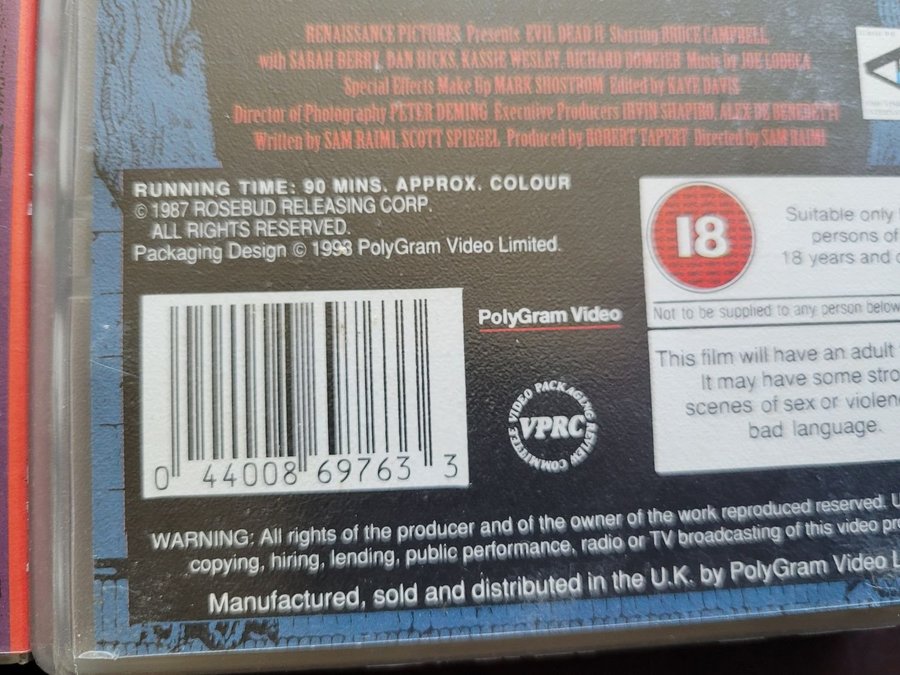 RENAISSANCE PICTURES Presents EVIL DEAD II Starring BRUCE CAMPBELL
with SARAH BERRY, DAN HICKS, KASSIE WESLEY, RICHARD DOMEIER Music by JOE LODUCA
Special Effects Make Up MARK SHOSTROM Edited by KAYE DAVIS
Director of Photography PETER DEMING Executive Producers IRVIN SHAPIRO, ALEX DE BENEDETTI
Written by SAM RAIMI, SCOTT SPIEGEL Produced by ROBERT TAPERT Directed by SAM RAIMI
RUNNING TIME: 90 MINS. APPROX. COLOUR
© 1987 ROSEBUD RELEASING CORP.
ALL RIGHTS RESERVED.
Packaging Design © 1998 PolyGram Video Limited.
18
Suitable only
persons of
18 years and
Not to be supplied to any person below
This film will have an adult
It may have some
scenes of sex or
bad language.
PolyGram Video
VIDEO PACKAGING REVIEW COMMITTEE
VPRC
0 44008 69763 3
WARNING: All rights of the producer and of the owner of the work reproduced reserved.
copying, hiring, lending, public performance, radio or TV broadcasting of this video
Manufactured, sold and distributed in the U.K. by PolyGram Video